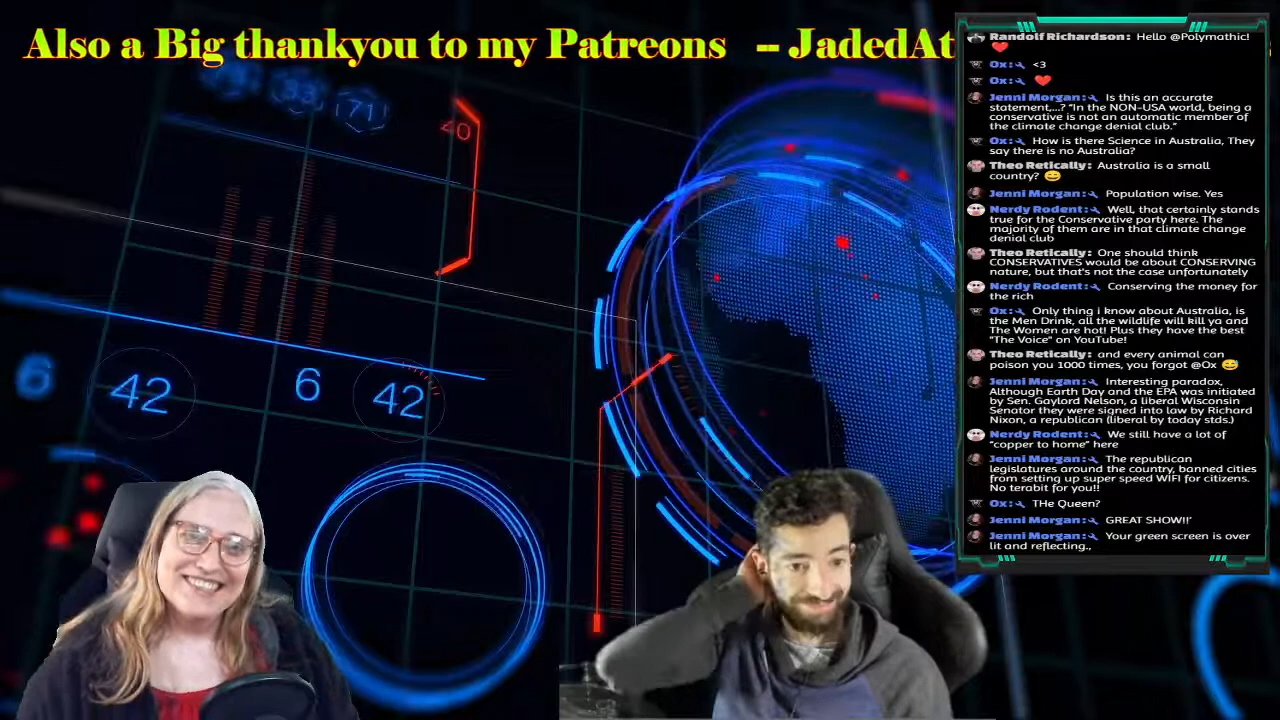 Also a Big thankyou to my Patreons -- JadedAt
Randolf Richardson: Hello @Polymathic!
❤️
Ox: <3
Ox: ❤️
Jenni Morgan: Is this an accurate
statement,...? "In the NON-USA world, being a
conservative is not an automatic member of
the climate change denial club."
Ox: How is there Science in Australia, They
say there is no Australia?
Theo Retically: Australia is a small
country? 😅
Jenni Morgan: Population wise. Yes
Nerdy Rodent: Well, that certainly stands
true for the Conservative party here. The
majority of them are in that climate change
denial club
Theo Retically: One should think
CONSERVATIVES would be about CONSERVING
nature, but that's not the case unfortunately
Nerdy Rodent: Conserving the money for
the rich
Ox: Only thing i know about Australia, is
the Men Drink, all the wildlife will kill ya and
The Women are hot! Plus they have the best
"The Voice" on YouTube!
Theo Retically: and every animal can
poison you 1000 times, you forgot @Ox 😅
Jenni Morgan: Interesting paradox,
Although Earth Day and the EPA was initiated
by Sen. Gaylord Nelson, a liberal Wisconsin
Senator they were signed into law by Richard
Nixon, a republican (liberal by today stds.)
Nerdy Rodent: We still have a lot of
"copper to home" here
Jenni Morgan: The republican
legislatures around the country, banned cities
from setting up super speed WIFI for citizens.
No terabit for you!!
Ox: THe Queen?
Jenni Morgan: GREAT SHOW!!'
Jenni Morgan: Your green screen is over
lit and reflecting.,
71
40
6
42
6
42